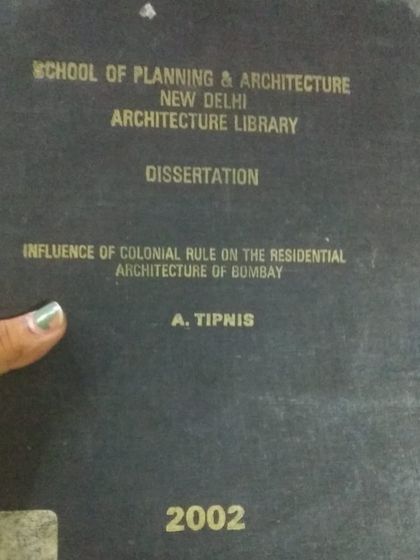 SCHOOL OF PLANNING & ARCHITECTURE
NEW DELHI
ARCHITECTURE LIBRARY
DISSERTATION
INFLUENCE OF COLONIAL RULE ON THE RESIDENTIAL
ARCHITECTURE OF BOMBAY
A. TIPNIS
2002